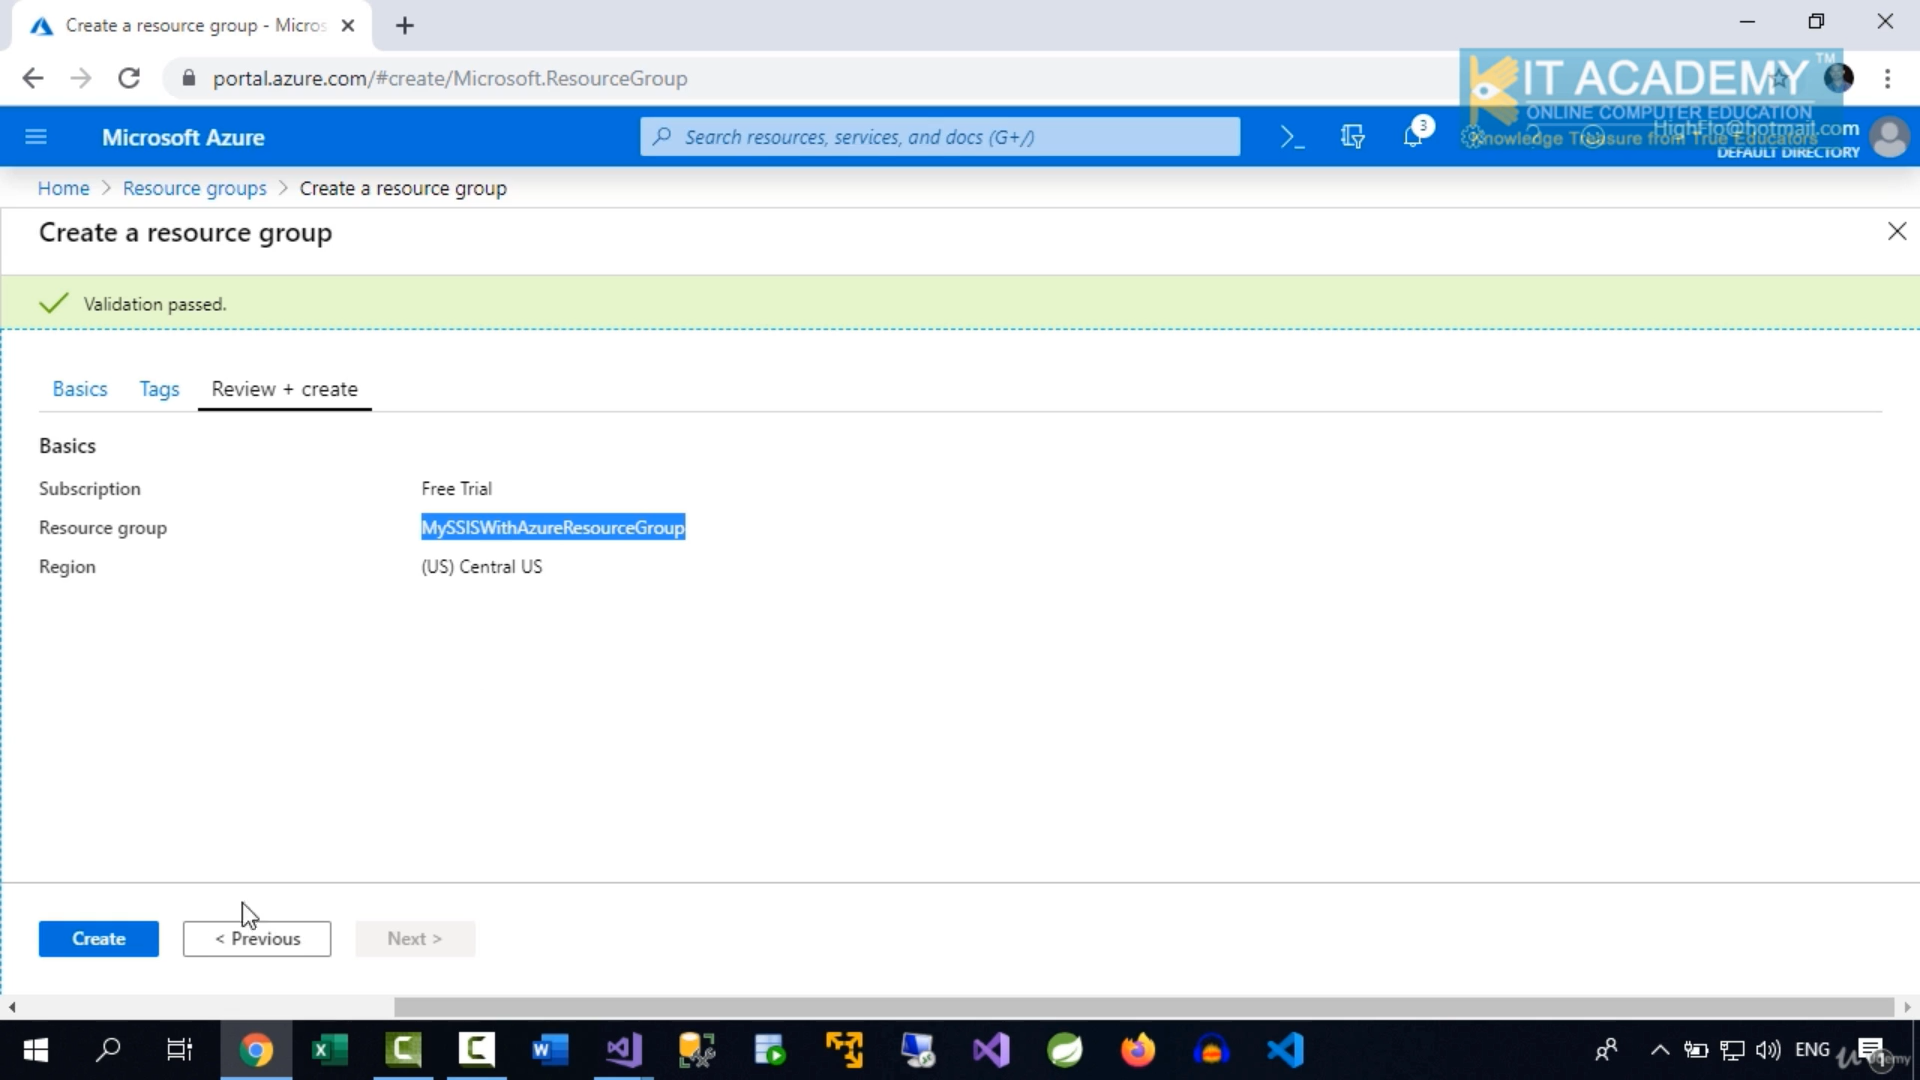 Create a resource group - Micros
portal.azure.com/#create/Microsoft.ResourceGroup
IT ACADEMY™
ONLINE COMPUTER EDUCATION
Knowledge Treasure from True Educators
Microsoft Azure
Search resources, services, and docs (G+/)
3
HighFlo@hotmail.com
DEFAULT DIRECTORY
Home > Resource groups > Create a resource group
Create a resource group
Validation passed.
Basics Tags Review + create
Basics
Subscription Free Trial
Resource group MySSISWithAzureResourceGroup
Region (US) Central US
Create < Previous Next >
ENG